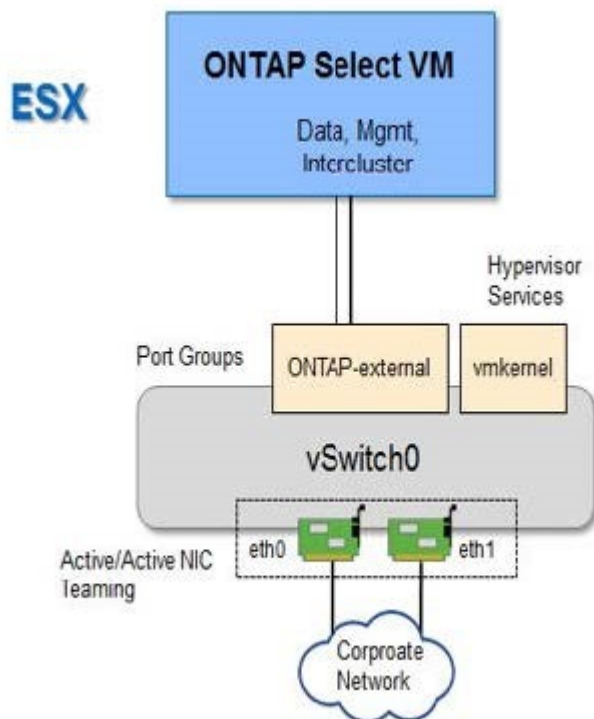 ESX
ONTAP Select VM
Data, Mgmt,
Intercluster
Hypervisor
Services
Port Groups
ONTAP-external
vmkernel
vSwitch0
eth0
eth1
Active/Active NIC
Teaming
Corproate
Network